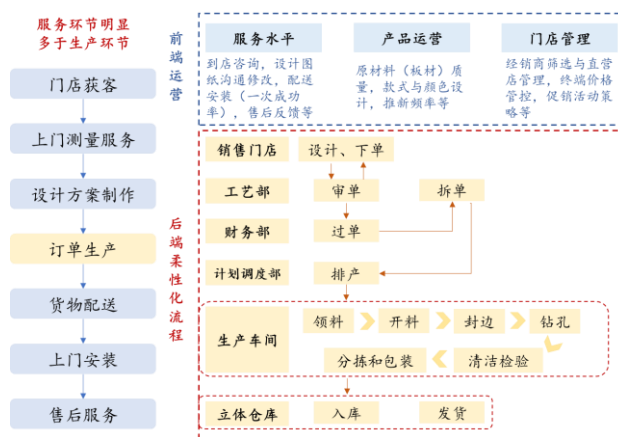 服务环节明显
多于生产环节
门店获客
上门测量服务
设计方案制作
订单生产
货物配送
上门安装
售后服务
前端运营
服务水平
到店咨询，设计图
纸沟通修改，配送
安装（一次成功
率），售后反馈等
产品运营
原材料（板材）质
量，款式与颜色设
计，推新频率等
门店管理
经销商筛选与直营
店管理，终端价格
管控，促销活动策
略等
后端柔性化流程
销售门店
设计、下单
工艺部
审单
拆单
财务部
过单
计划调度部
排产
生产车间
领料
开料
封边
钻孔
分拣和包装
清洁检验
立体仓库
入库
发货